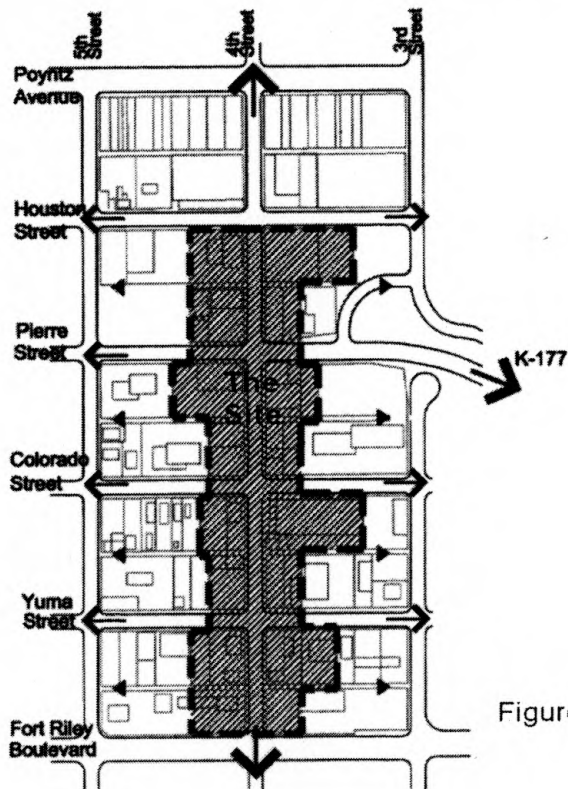 5th
Street
4th
Street
3rd
Street
Poyntz
Avenue
Houston
Street
Pierre
Street
K-177
The
Site
Colorado
Street
Yuma
Street
Fort Riley
Boulevard
Figure